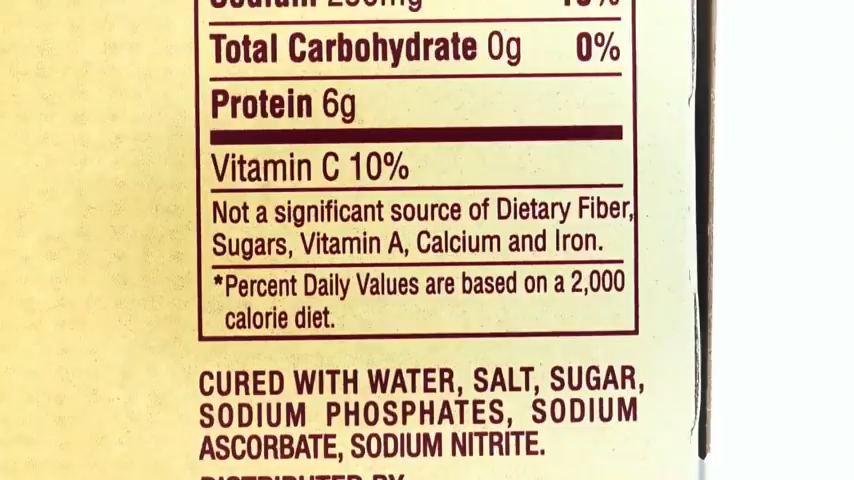 Total Carbohydrate 0g 0%
Protein 6g
Vitamin C 10%
Not a significant source of Dietary Fiber,
Sugars, Vitamin A, Calcium and Iron.
*Percent Daily Values are based on a 2,000
calorie diet.
CURED WITH WATER, SALT, SUGAR,
SODIUM PHOSPHATES, SODIUM
ASCORBATE, SODIUM NITRITE.
DISTRIBUTED BY